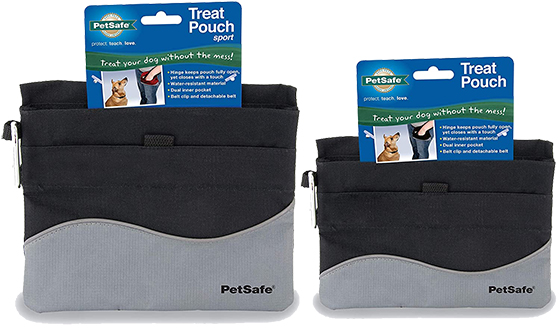 PetSafe®
protect. teach. love.
Treat
Pouch
sport
Treat your dog without the mess!
• Hinge keeps pouch fully open,
yet closes with a touch
• Water-resistant material
• Dual inner pocket
• Belt clip and detachable belt
PetSafe®
PetSafe®
protect. teach. love.
Treat
Pouch
Treat your dog without the mess!
• Hinge keeps pouch fully open,
yet closes with a touch
• Water-resistant material
• Dual inner pocket
• Belt clip and detachable belt
PetSafe®